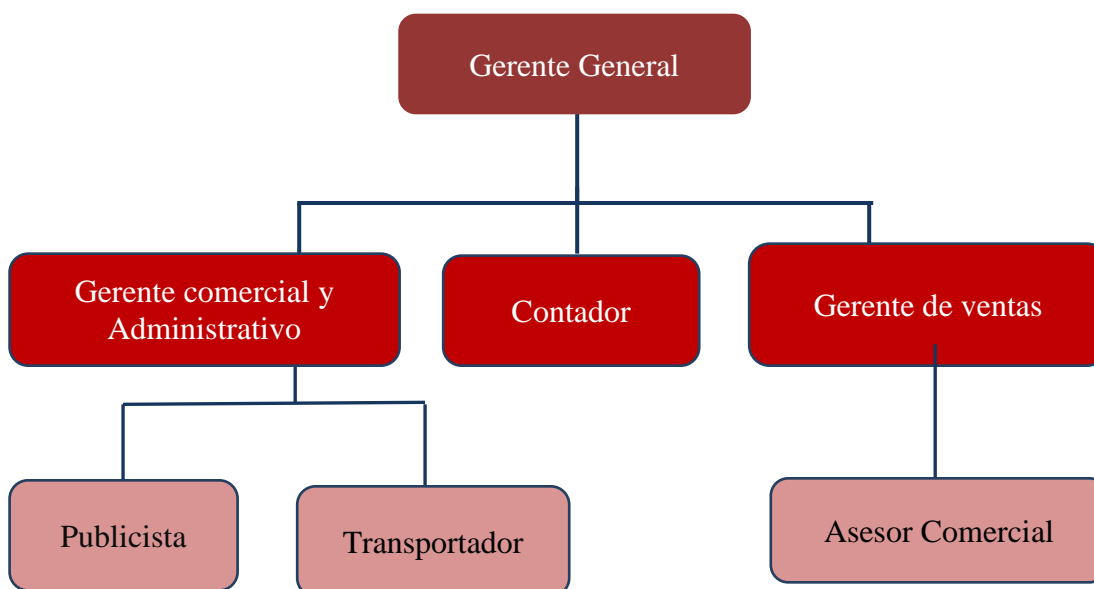 Gerente General
Gerente comercial y
Administrativo
Contador
Gerente de ventas
Publicista
Transportador
Asesor Comercial